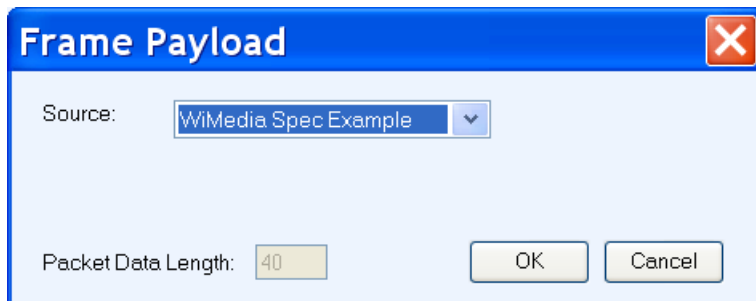 Frame Payload
Source: WiMedia Spec Example
Packet Data Length: 40 OK Cancel